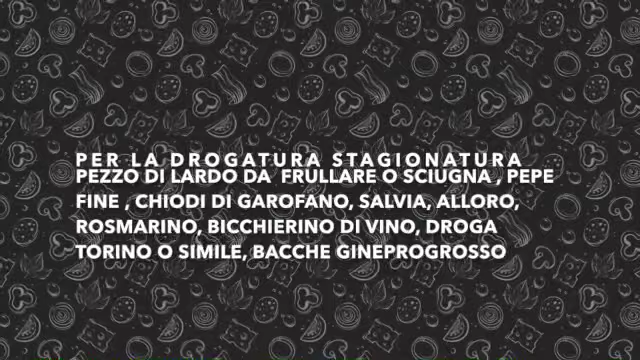 PER LA DROGATURA STAGIONATURA
PEZZO DI LARDO DA FRULLARE O SCIUGNA , PEPE
FINE , CHIODI DI GAROFANO, SALVIA, ALLORO,
ROSMARINO, BICCHIERINO DI VINO, DROGA
TORINO O SIMILE, BACCHE GINEPROGROSSO